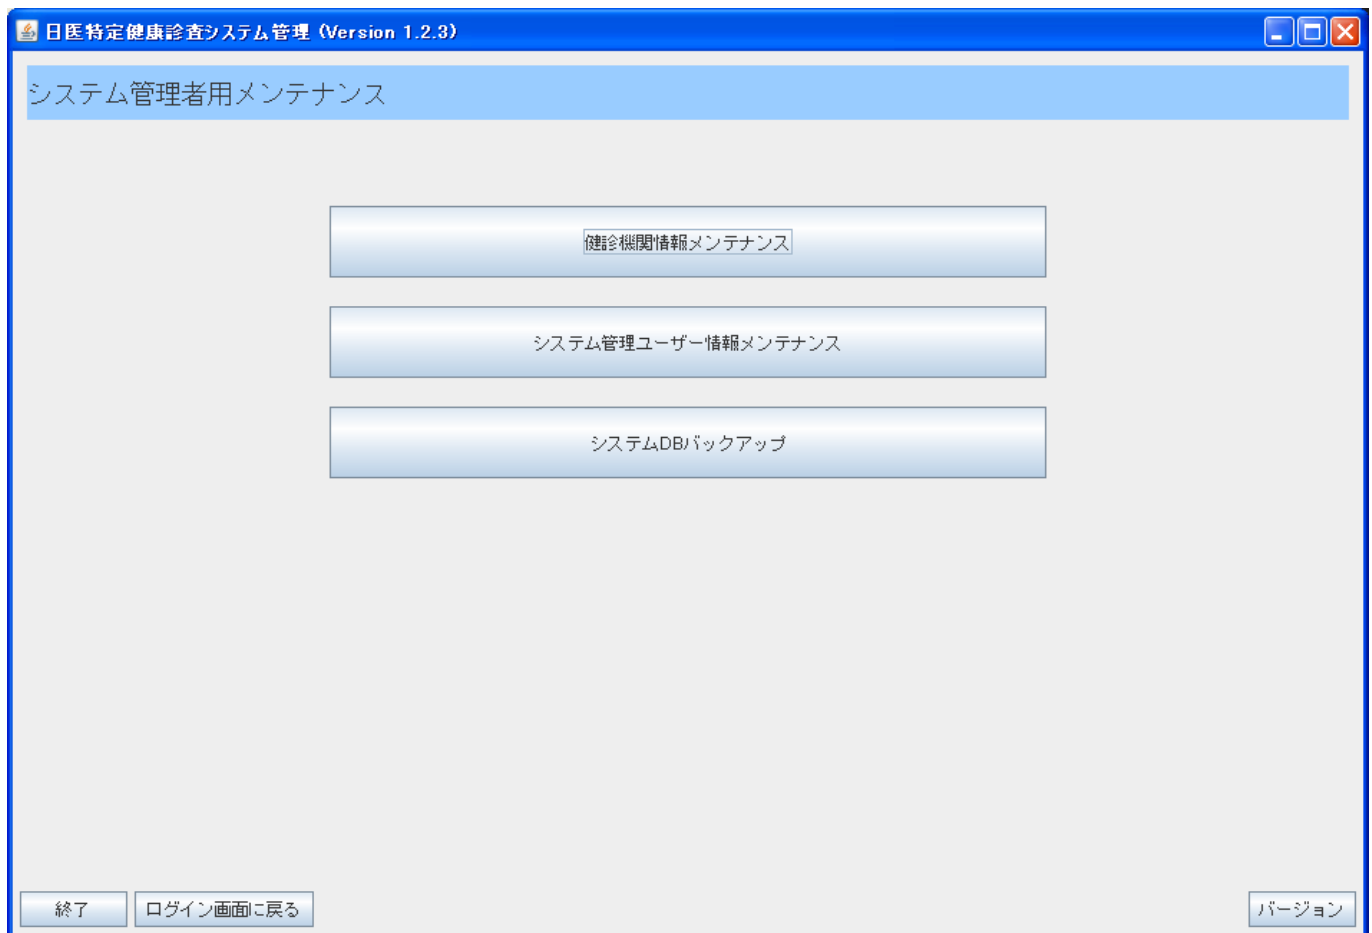 日医特定健康診査システム管理 (Version 1.2.3)
システム管理者用メンテナンス
健診機関情報メンテナンス
システム管理ユーザー情報メンテナンス
システムDBバックアップ
終了
ログイン画面に戻る
バージョン